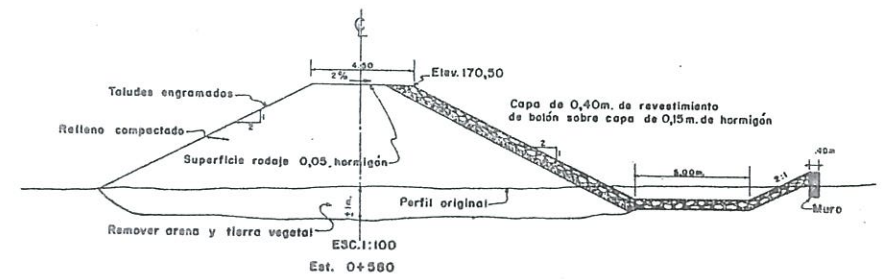 ℄
4.50
2%
Elev. 170,50
Taludes engramados
1
2
Relleno compactado
Capa de 0,40m. de revestimiento
de bolón sobre capa de 0,15m. de hormigón
2
1
Superficie rodaje 0,05. hormigón
5.00m.
2:1
.40m
Perfil original
Muro
±1m.
Remover arena y tierra vegetal
ESC. 1:100
Est. 0+560